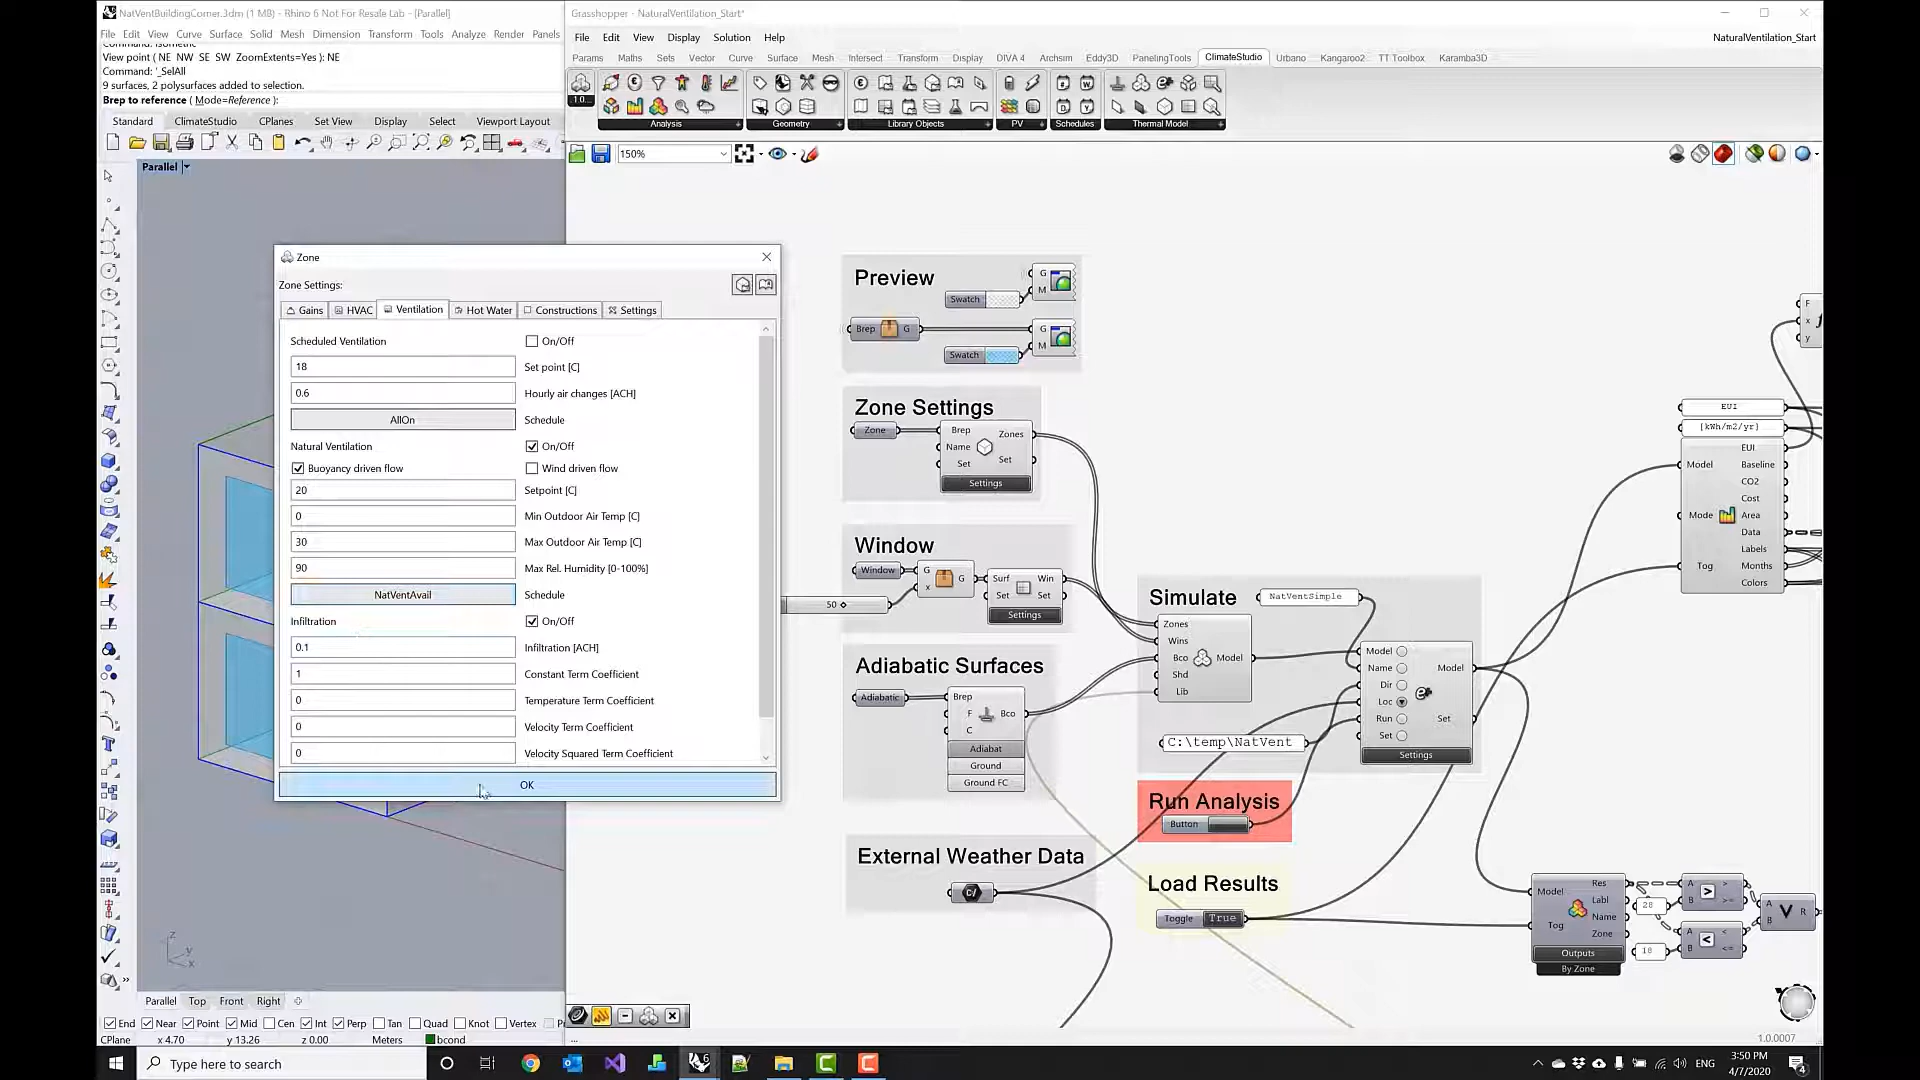 NatVentBuildingCorner.3dm (1 MB) - Rhino 6 Not For Resale Lab - [Parallel]
File Edit View Curve Surface Solid Mesh Dimension Transform Tools Analyze Render Panels
Command: Isometric
View point ( NE NW SE SW ZoomExtents=Yes ): NE
Command: '_SelAll
9 surfaces, 2 polysurfaces added to selection.
Brep to reference ( Mode=Reference ):
Standard ClimateStudio CPlanes Set View Display Select Viewport Layout
Parallel
Grasshopper - NaturalVentilation_Start*
File Edit View Display Solution Help
NaturalVentilation_Start
Params Maths Sets Vector Curve Surface Mesh Intersect Transform Display DIVA 4 Archsim Eddy3D PanelingTools ClimateStudio Urbano Kangaroo2 TT Toolbox Karamba3D
1.0...
Analysis Geometry Library Objects PV Schedules Thermal Model
150%
Zone
Zone Settings:
Gains HVAC Ventilation Hot Water Constructions Settings
Scheduled Ventilation On/Off
18 Set point [C]
0.6 Hourly air changes [ACH]
AllOn Schedule
Natural Ventilation On/Off
Buoyancy driven flow Wind driven flow
20 Setpoint [C]
0 Min Outdoor Air Temp [C]
30 Max Outdoor Air Temp [C]
90 Max Rel. Humidity [0-100%]
NatVentAvail Schedule
Infiltration On/Off
0.1 Infiltration [ACH]
1 Constant Term Coefficient
0 Temperature Term Coefficient
0 Velocity Term Coefficient
0 Velocity Squared Term Coefficient
OK
Preview
Swatch G M
Brep G G M
Swatch
Zone Settings
Zone Brep Name Set Zones Set
Settings
Window
Window G x G Surf Set Win Set
50
Settings
Adiabatic Surfaces
Adiabatic Brep F C Bco
Adiabat
Ground
Ground FC
External Weather Data
C/
Simulate
NatVentSimple
Zones Wins Bco Shd Lib Model
Model Name Dir Loc Run Set Model Set
Settings
C:\temp\NatVent
Run Analysis
Button
Load Results
Toggle True
F x y
EUI
[kWh/m2/yr]
Model Mode Tog
EUI
Baseline
CO2
Cost
Area
Data
Labels
Months
Colors
Model Tog Res Labl Name Zone
Outputs
By Zone
28 A B > >=
18 A B < <=
A B V R
z y x
Parallel Top Front Right
End Near Point Mid Cen Int Perp Tan Quad Knot Vertex
CPlane x 4.70 y 13.26 z 0.00 Meters bcond
...
1.0.0007
Type here to search
ENG
3:50 PM
4/7/2020
4